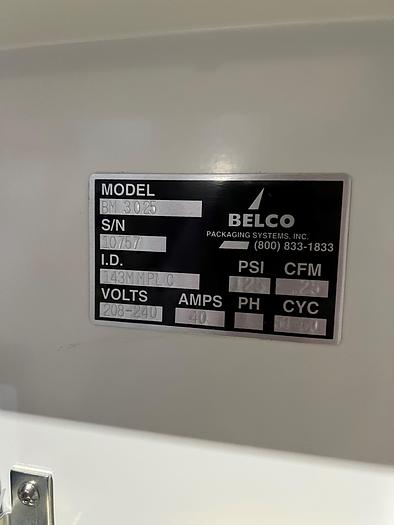 MODEL
BM 3025
S/N
10757
I.D.
143MMPLC
VOLTS
208-240
AMPS
40
BELCO
PACKAGING SYSTEMS, INC.
(800) 833-1833
PSI CFM
PH CYC